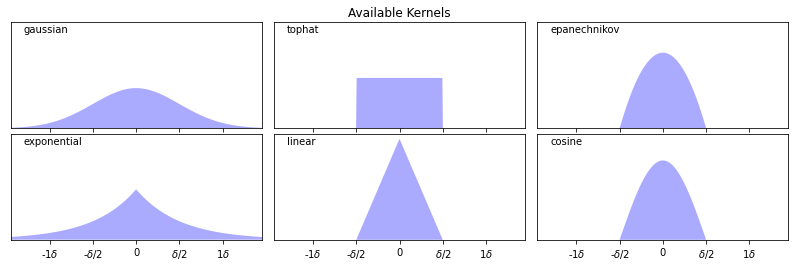 Available Kernels
gaussian
tophat
epanechnikov
exponential
linear
cosine
-1δ -δ/2 0 δ/2 1δ
-1δ -δ/2 0 δ/2 1δ
-1δ -δ/2 0 δ/2 1δ